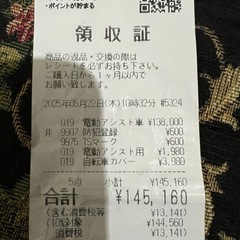 ・ポイントが貯まる
領収証
商品の返品・交換の際は
レシートを必ずお持ち下さい。
ご購入日から１ヶ月以内で
お願い致します。
2025年05月22日(木)10時32分 #5324
019 電動アシスト車 ¥138,000
非 9907 防犯登録 ¥600
9975 TSマーク ¥
019 電動アシスト用 ¥1,980
019 自転車カバー ¥3,980
5点 小計 ¥145,160
合計 ¥145,160
(含む消費税等 ¥13,141)
(10%対象 ¥144,560
消費税 ¥13,141)